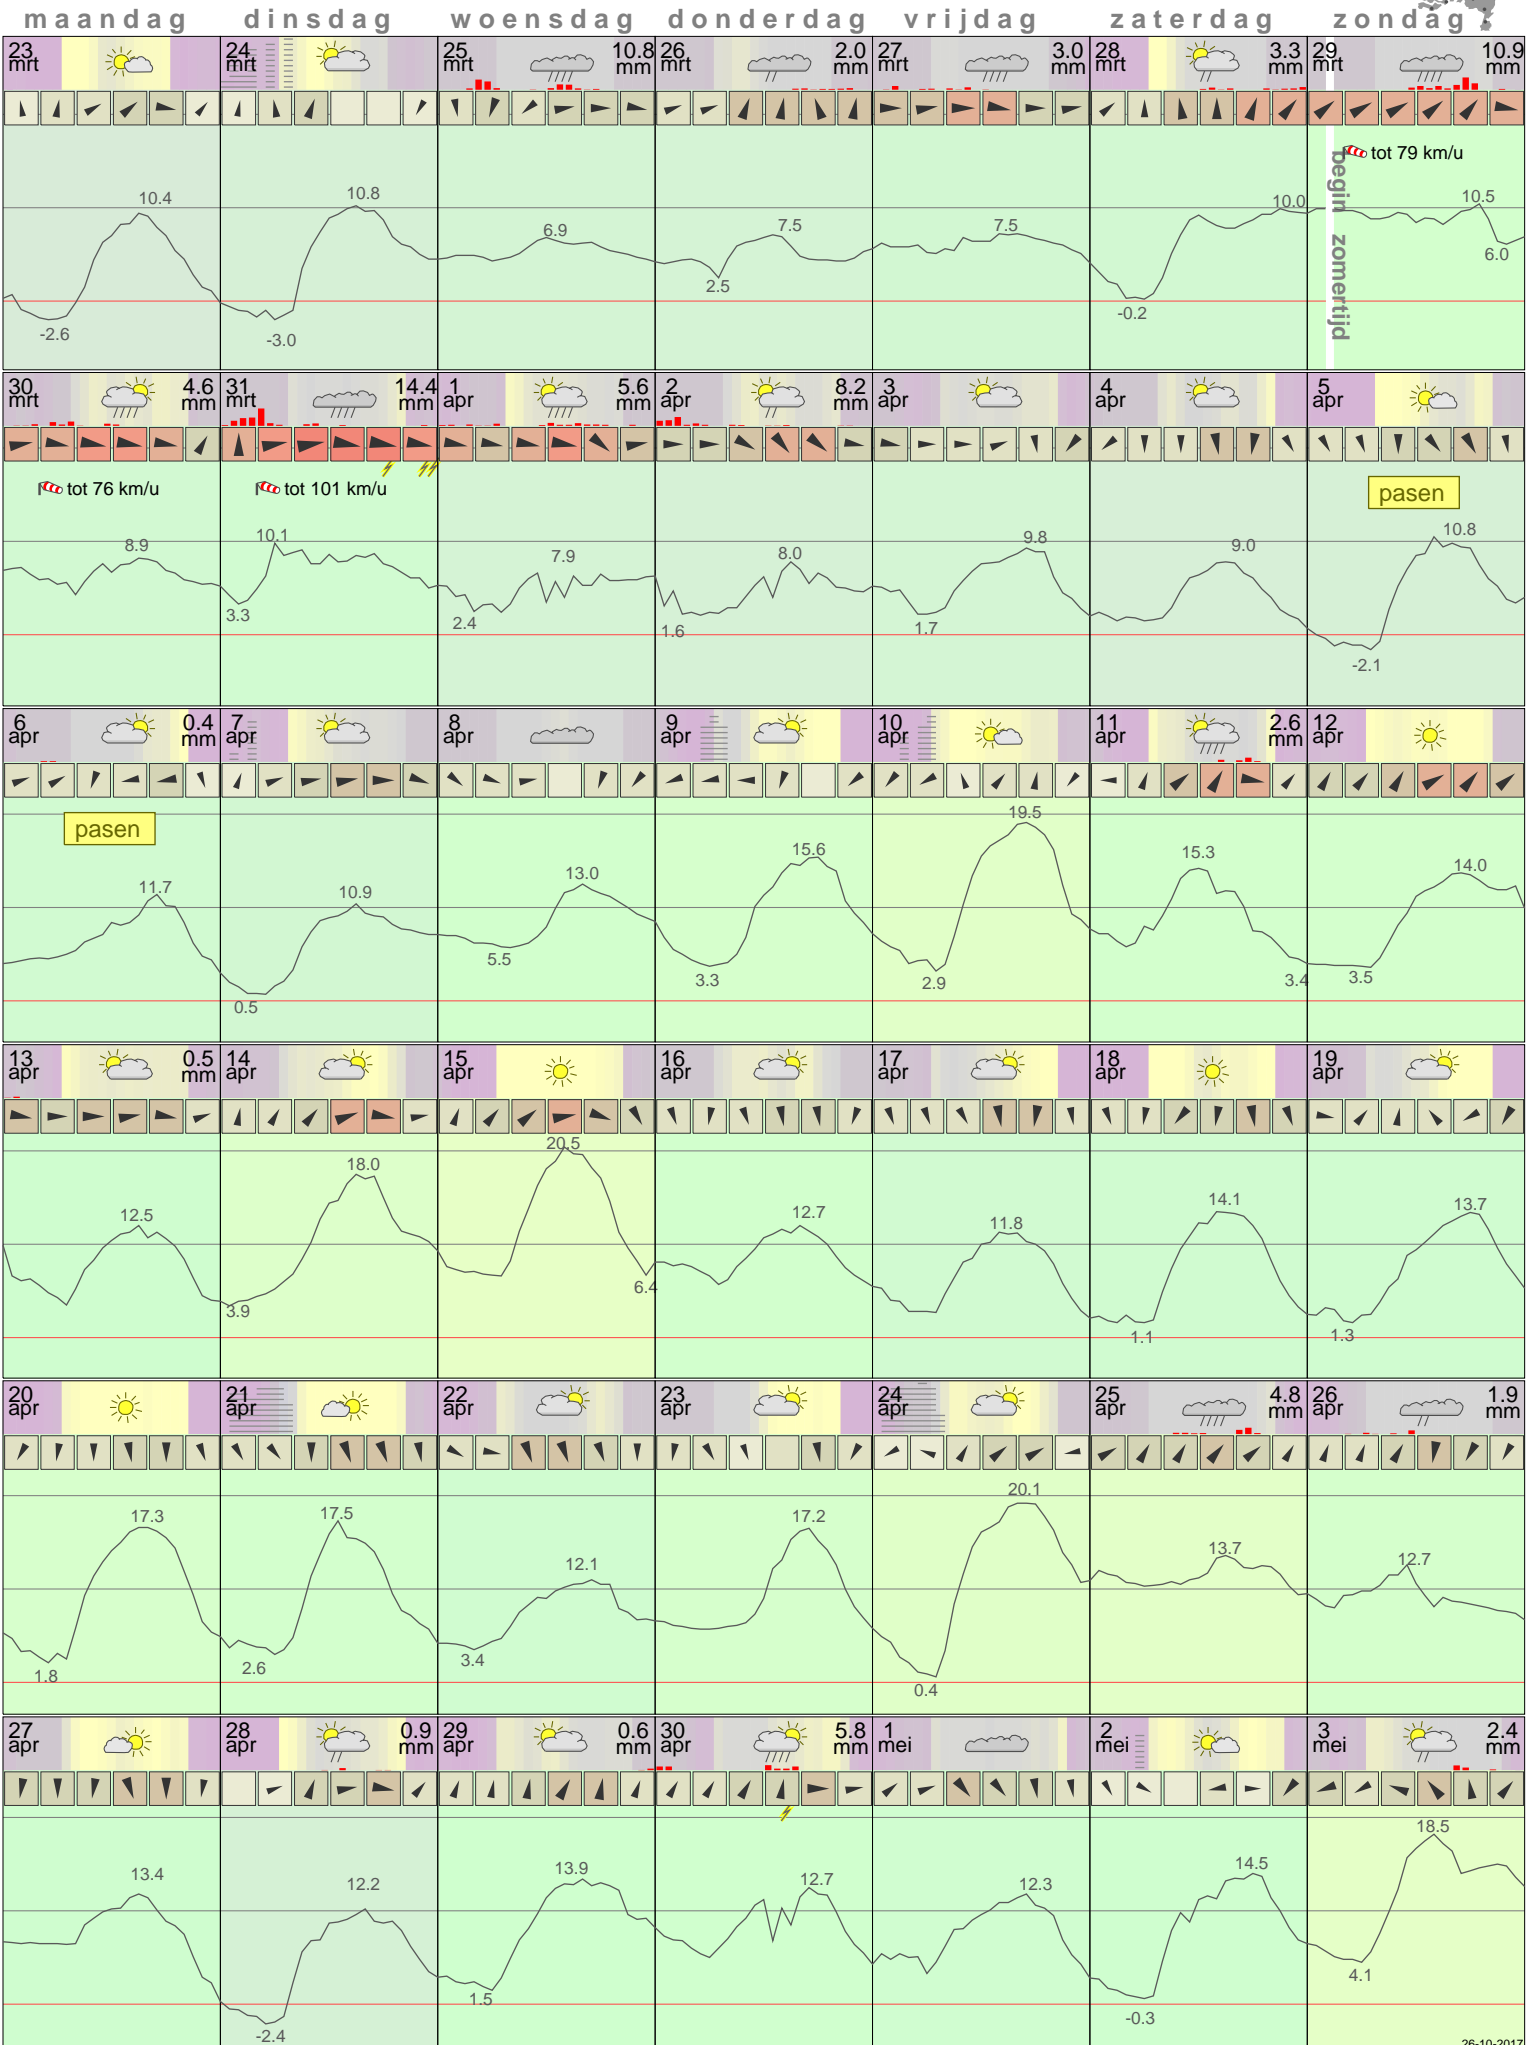 maandag dinsdag woensdag donderdag vrijdag zaterdag zondag
23 24 25 10.8 26 2.0 27 3.0 28 3.3 29 10.9
mrt mrt mrt mm mrt mm mrt mm mrt mm mrt mm
tot 79 km/u
begin zomertijd
10.4 10.8 6.9 7.5 7.5 10.0 10.5
-2.6 -3.0 2.5 -0.2 6.0
30 4.6 31 14.4 1 5.6 2 8.2 3 4 5
mrt mm mrt mm apr mm apr mm apr apr apr
tot 76 km/u tot 101 km/u pasen
8.9 10.1 7.9 8.0 9.8 9.0 10.8
3.3 2.4 1.6 1.7 -2.1
6 0.4 7 8 9 10 11 2.6 12
apr mm apr apr apr apr apr mm apr
pasen
11.7 10.9 13.0 15.6 19.5 15.3 14.0
0.5 5.5 3.3 2.9 3.4 3.5
13 0.5 14 15 16 17 18 19
apr mm apr apr apr apr apr apr
12.5 18.0 20.5 12.7 11.8 14.1 13.7
3.9 6.4 1.1 1.3
20 21 22 23 24 25 4.8 26 1.9
apr apr apr apr apr apr mm apr mm
17.3 17.5 12.1 17.2 20.1 13.7 12.7
1.8 2.6 3.4 0.4
27 28 0.9 29 0.6 30 5.8 1 2 3 2.4
apr apr mm apr mm apr mm mei mei mei mm
13.4 12.2 13.9 12.7 12.3 14.5 18.5
-2.4 1.5 -0.3 4.1
26-10-2017